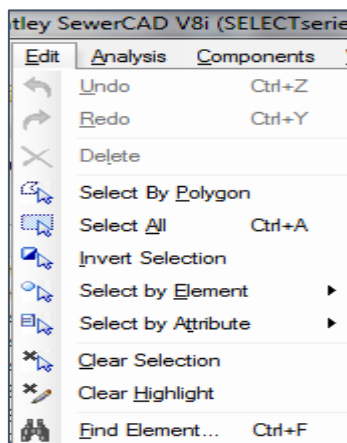 tley SewerCAD V8i (SELECTserie
Edit Analysis Components
Undo Ctrl+Z
Redo Ctrl+Y
Delete
Select By Polygon
Select All Ctrl+A
Invert Selection
Select by Element
Select by Attribute
Clear Selection
Clear Highlight
Find Element... Ctrl+F